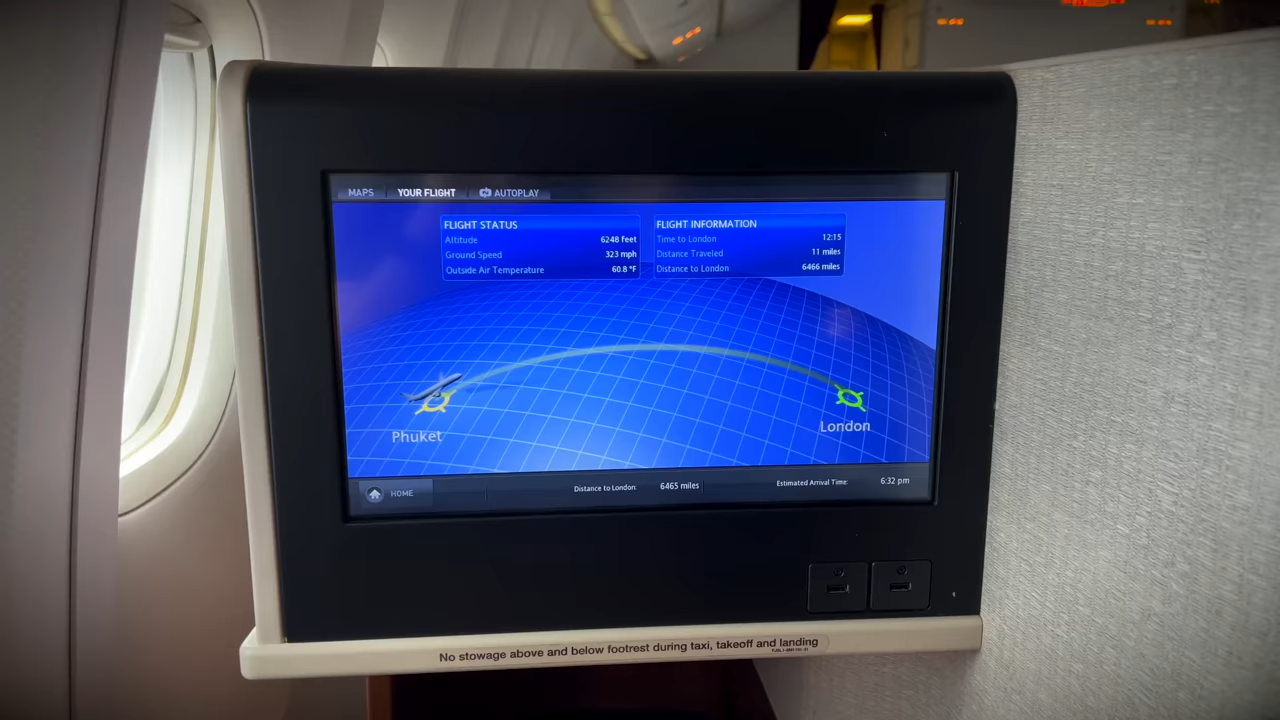 MAPS YOUR FLIGHT AUTOPLAY
FLIGHT STATUS
Altitude 6248 feet
Ground Speed 323 mph
Outside Air Temperature 60.8 °F
FLIGHT INFORMATION
Time to London 12:15
Distance Traveled 11 miles
Distance to London 6466 miles
Phuket
London
HOME
Distance to London: 6465 miles
Estimated Arrival Time: 6:32 pm
No stowage above and below footrest during taxi, takeoff and landing